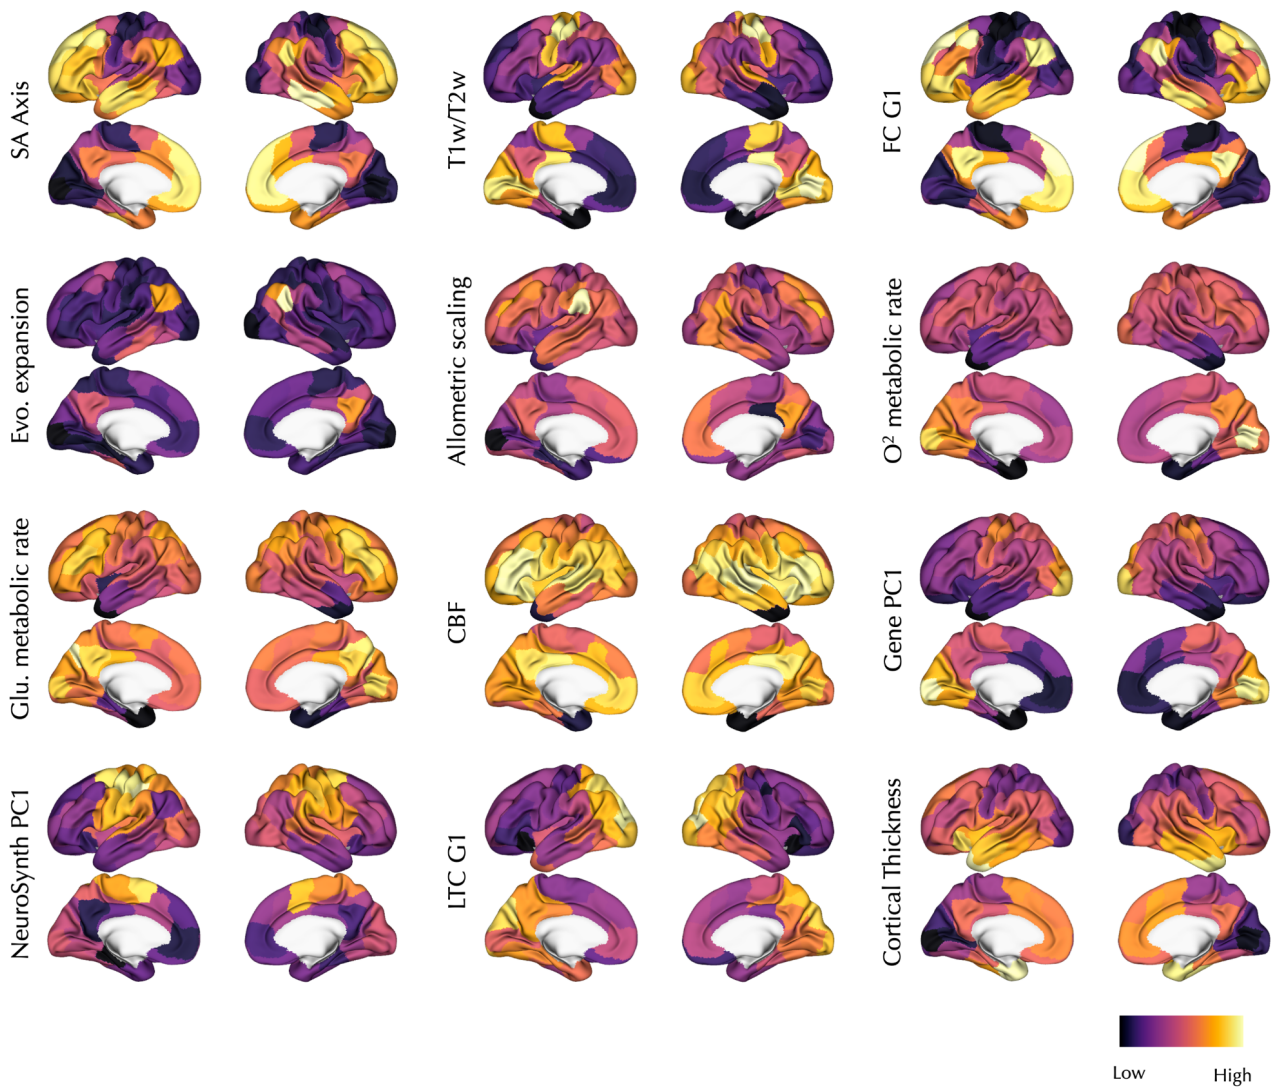 SA Axis
T1w/T2w
FC G1
Evo. expansion
Allometric scaling
O² metabolic rate
Glu. metabolic rate
CBF
Gene PC1
NeuroSynth PC1
LTC G1
Cortical Thickness
Low
High